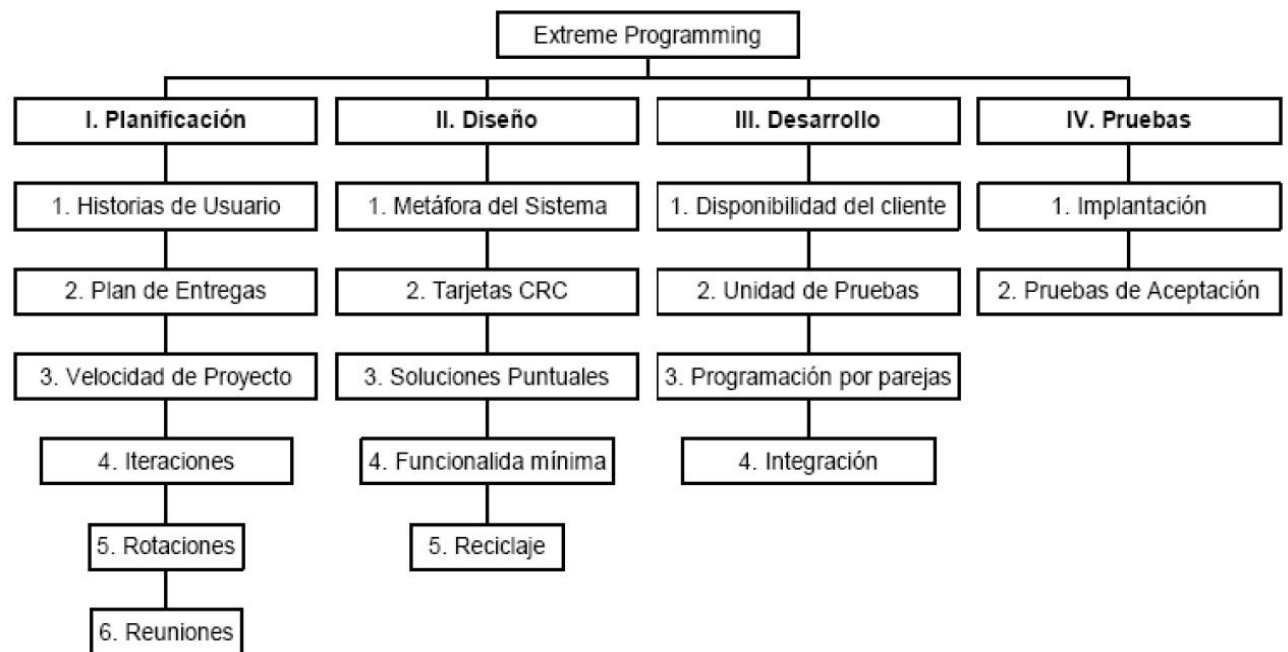 Extreme Programming
I. Planificación
II. Diseño
III. Desarrollo
IV. Pruebas
1. Historias de Usuario
1. Metáfora del Sistema
1. Disponibilidad del cliente
1. Implantación
2. Plan de Entregas
2. Tarjetas CRC
2. Unidad de Pruebas
2. Pruebas de Aceptación
3. Velocidad de Proyecto
3. Soluciones Puntuales
3. Programación por parejas
4. Iteraciones
4. Funcionalida mínima
4. Integración
5. Rotaciones
5. Reciclaje
6. Reuniones